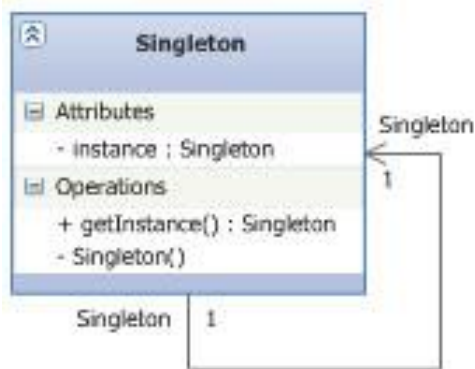 Singleton
Attributes
- instance : Singleton
Operations
+ getInstance() : Singleton
- Singleton()
Singleton
1
Singleton
1